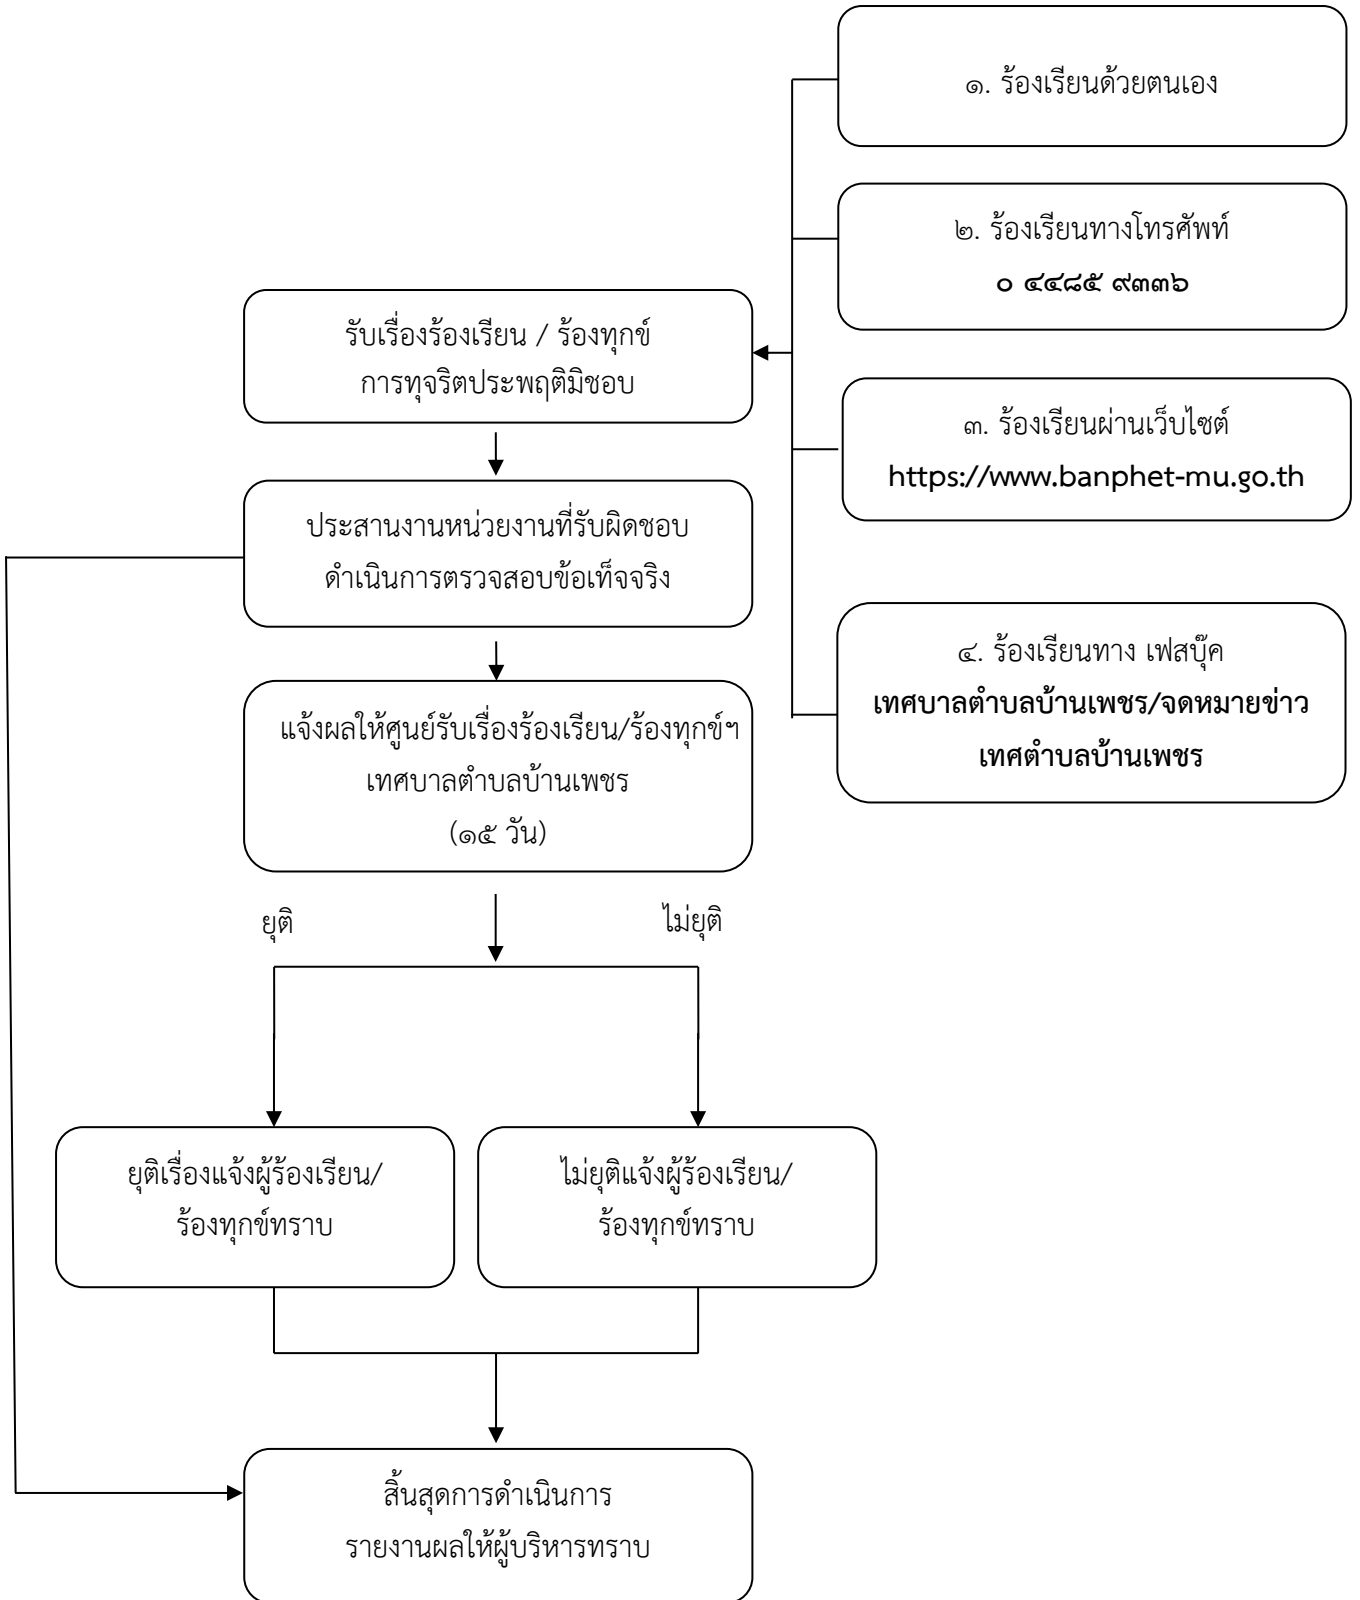 ๑. ร้องเรียนด้วยตนเอง
๒. ร้องเรียนทางโทรศัพท์
๐ ๔๔๘๕ ๙๓๓๖
รับเรื่องร้องเรียน / ร้องทุกข์
การทุจริตประพฤติมิชอบ
๓. ร้องเรียนผ่านเว็บไซต์
https://www.banphet-mu.go.th
ประสานงานหน่วยงานที่รับผิดชอบ
ดำเนินการตรวจสอบข้อเท็จจริง
๔. ร้องเรียนทาง เฟสบุ๊ค
เทศบาลตำบลบ้านเพชร/จดหมายข่าว
เทศตำบลบ้านเพชร
แจ้งผลให้ศูนย์รับเรื่องร้องเรียน/ร้องทุกข์ฯ
เทศบาลตำบลบ้านเพชร
(๑๕ วัน)
ยุติ
ไม่ยุติ
ยุติเรื่องแจ้งผู้ร้องเรียน/
ร้องทุกข์ทราบ
ไม่ยุติแจ้งผู้ร้องเรียน/
ร้องทุกข์ทราบ
สิ้นสุดการดำเนินการ
รายงานผลให้ผู้บริหารทราบ